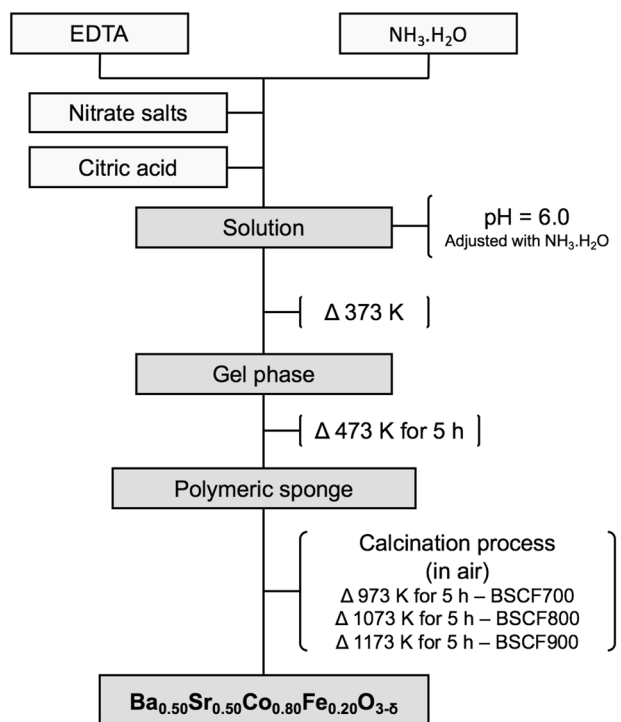 EDTA
NH₃.H₂O
Nitrate salts
Citric acid
Solution
pH = 6.0
Adjusted with NH₃.H₂O
Δ 373 K
Gel phase
Δ 473 K for 5 h
Polymeric sponge
Calcination process
(in air)
Δ 973 K for 5 h – BSCF700
Δ 1073 K for 5 h – BSCF800
Δ 1173 K for 5 h – BSCF900
Ba₀.₅₀Sr₀.₅₀Co₀.₈₀Fe₀.₂₀O₃₋δ